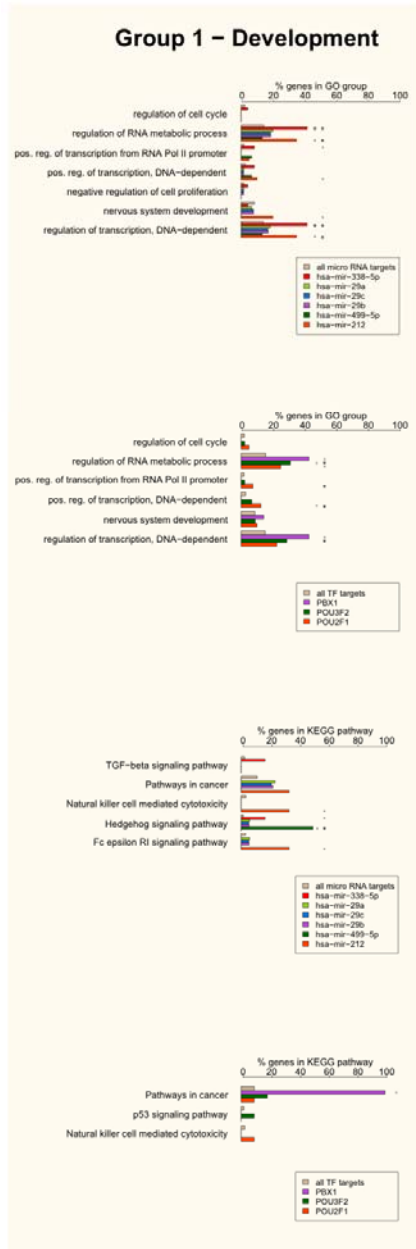 Group 1 − Development
% genes in GO group
0 20 40 60 80 100
regulation of cell cycle
regulation of RNA metabolic process
pos. reg. of transcription from RNA Pol II promoter
pos. reg. of transcription, DNA−dependent
negative regulation of cell proliferation
nervous system development
regulation of transcription, DNA−dependent
all micro RNA targets
hsa−mir−338−5p
hsa−mir−29a
hsa−mir−29c
hsa−mir−29b
hsa−mir−499−5p
hsa−mir−212
% genes in GO group
0 20 40 60 80 100
regulation of cell cycle
regulation of RNA metabolic process
pos. reg. of transcription from RNA Pol II promoter
pos. reg. of transcription, DNA−dependent
nervous system development
regulation of transcription, DNA−dependent
all TF targets
PBX1
POU3F2
POU2F1
% genes in KEGG pathway
0 20 40 60 80 100
TGF−beta signaling pathway
Pathways in cancer
Natural killer cell mediated cytotoxicity
Hedgehog signaling pathway
Fc epsilon RI signaling pathway
all micro RNA targets
hsa−mir−338−5p
hsa−mir−29a
hsa−mir−29c
hsa−mir−29b
hsa−mir−499−5p
hsa−mir−212
% genes in KEGG pathway
0 20 40 60 80 100
Pathways in cancer
p53 signaling pathway
Natural killer cell mediated cytotoxicity
all TF targets
PBX1
POU3F2
POU2F1